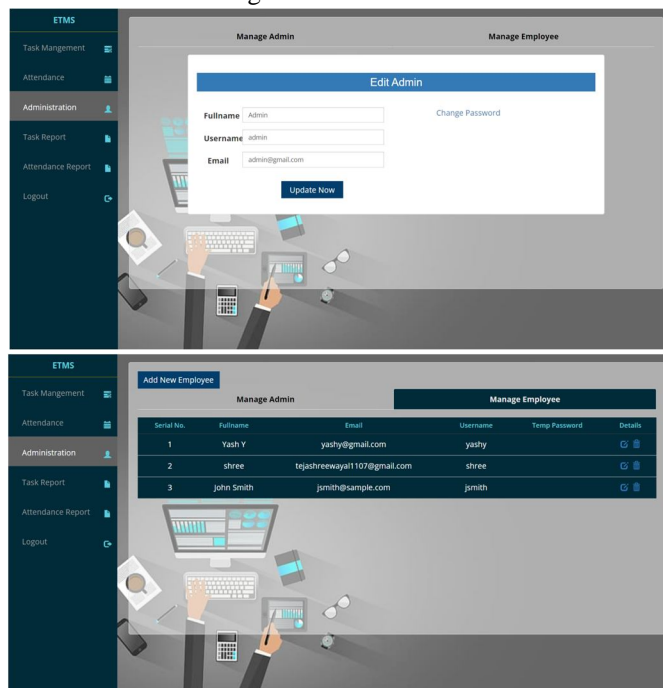 ETMS
Manage Admin Manage Employee
Task Mangement
Attendance
Administration
Task Report
Attendance Report
Logout
Edit Admin
Fullname Admin Change Password
Username admin
Email admin@gmail.com
Update Now
ETMS
Add New Employee
Manage Admin Manage Employee
Task Mangement
Attendance
Administration
Task Report
Attendance Report
Logout
Serial No. Fullname Email Username Temp Password Details
1 Yash Y yashy@gmail.com yashy
2 shree tejashreewayal1107@gmail.com shree
3 John Smith jsmith@sample.com jsmith